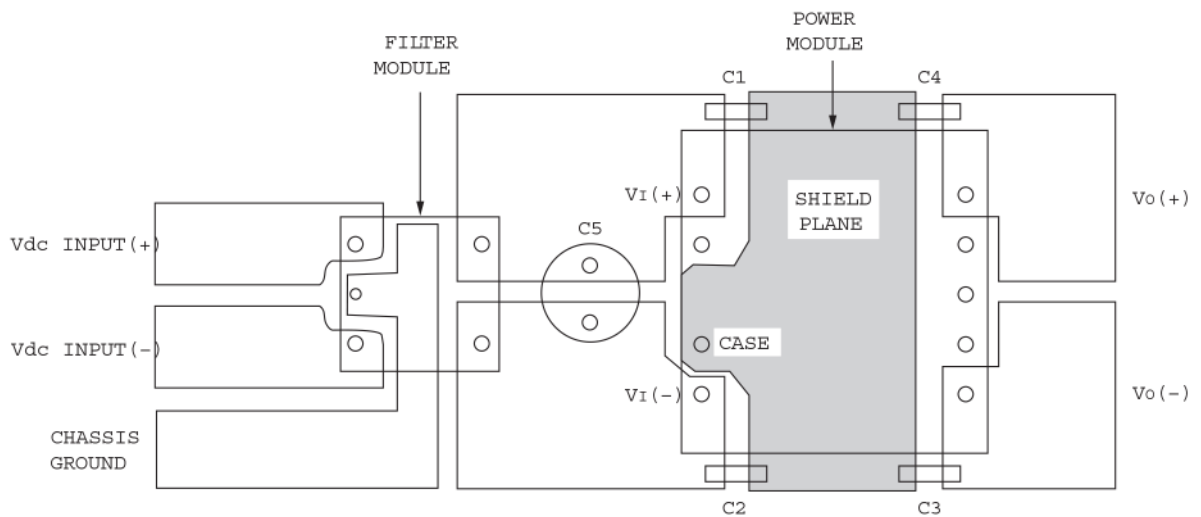 POWER
MODULE
FILTER
MODULE
C1
C4
VI(+)
SHIELD
PLANE
VO(+)
C5
Vdc INPUT(+)
Vdc INPUT(-)
CASE
VI(-)
VO(-)
CHASSIS
GROUND
C2
C3